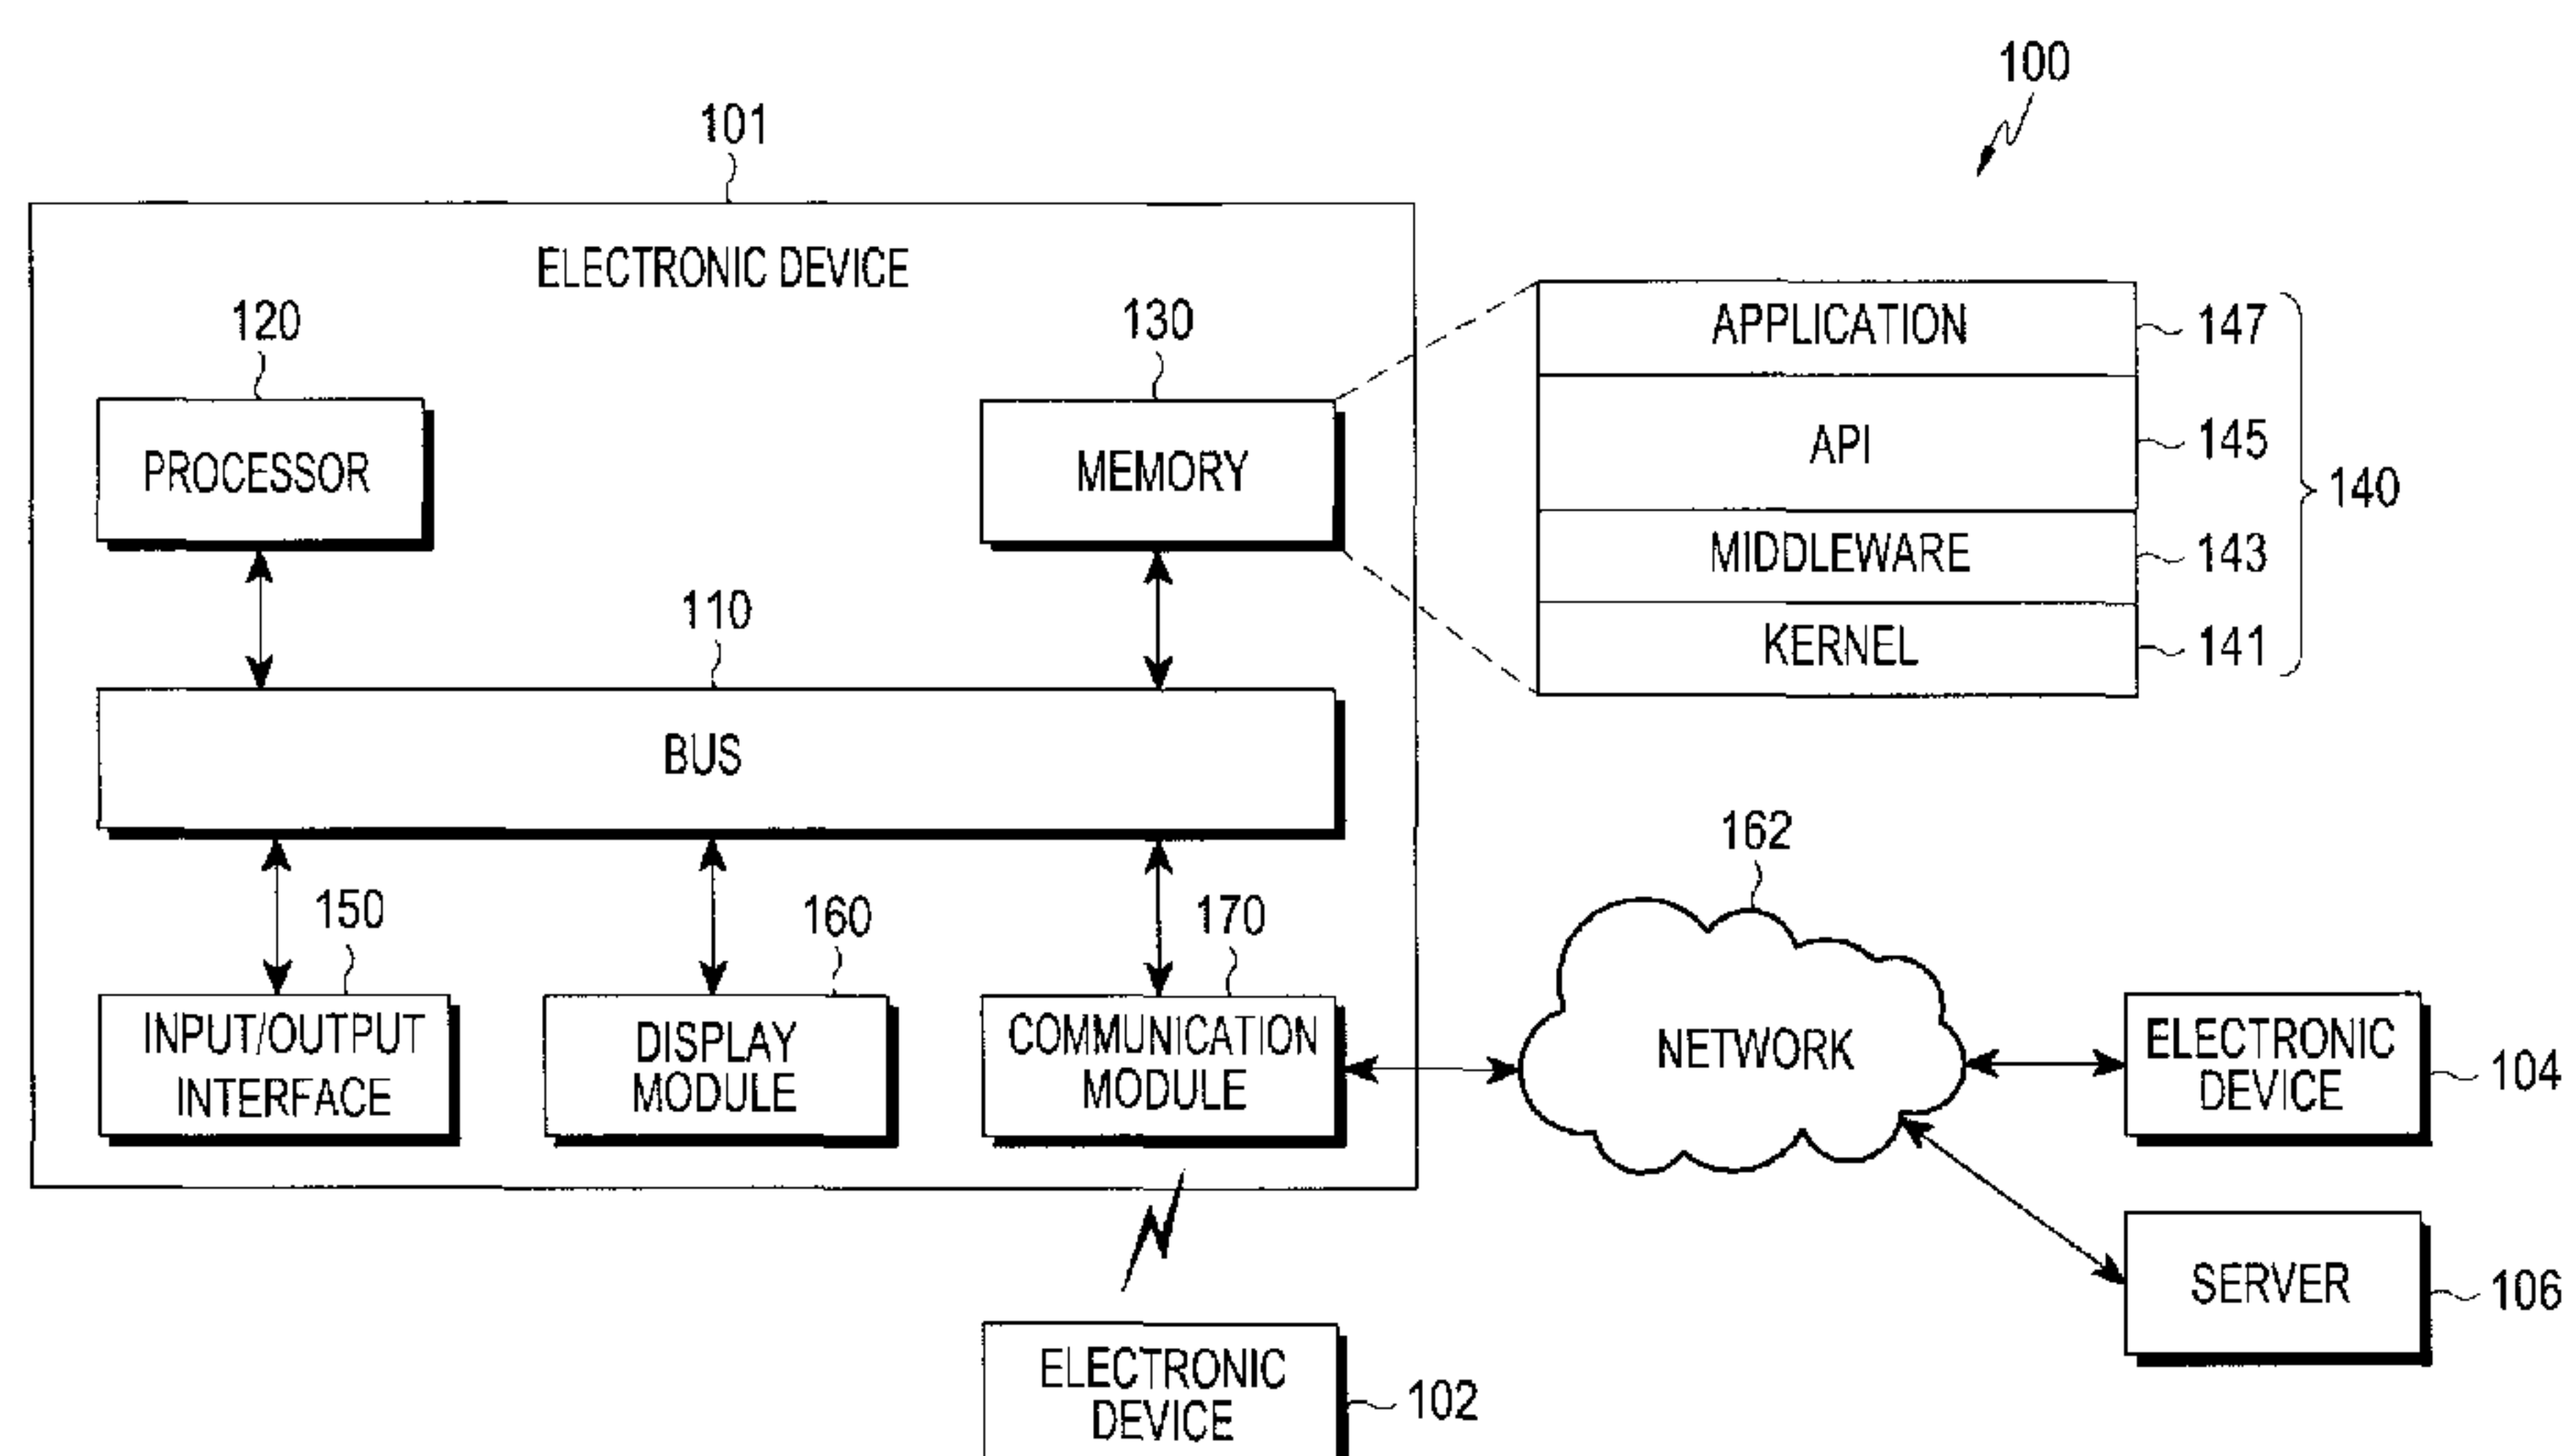 100
101
ELECTRONIC DEVICE
120
130
PROCESSOR
MEMORY
APPLICATION
147
API
145
140
MIDDLEWARE
143
KERNEL
141
110
BUS
150
160
170
INPUT/OUTPUT
INTERFACE
DISPLAY
MODULE
COMMUNICATION
MODULE
162
NETWORK
ELECTRONIC
DEVICE
104
SERVER
106
ELECTRONIC
DEVICE
102